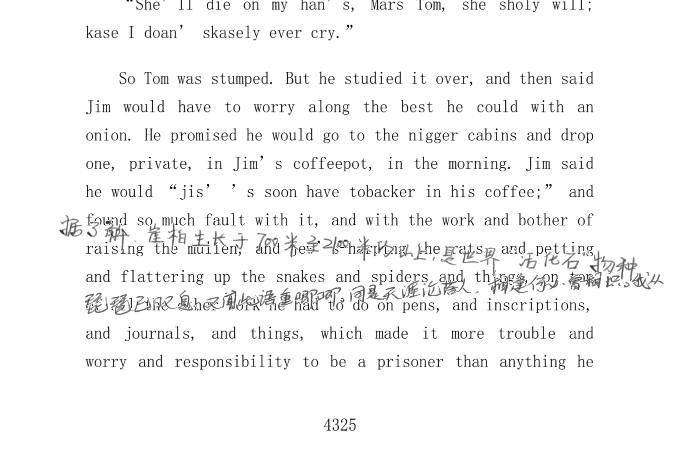 “She’ll die on my han’s, Mars Tom, she sholy will;
kase I doan’ skasely ever cry.”
So Tom was stumped. But he studied it over, and then said
Jim would have to worry along the best he could with an
onion. He promised he would go to the nigger cabins and drop
one, private, in Jim’s coffeepot, in the morning. Jim said
he would “jis’ ’s soon have tobacker in his coffee;” and
found so much fault with it, and with the work and bother of
据了解,崖柏生长于700米至2100米 以上,是世界“活化石”物种
raising the mullen, and jews-harping the rats, and petting
and flattering up the snakes and spiders and things, on top
琵琶已叹息,又闻此语重唧唧。同是天涯沦落人,相逢何必曾相识。我从
all the other work he had to do on pens, and inscriptions,
and journals, and things, which made it more trouble and
worry and responsibility to be a prisoner than anything he
4325